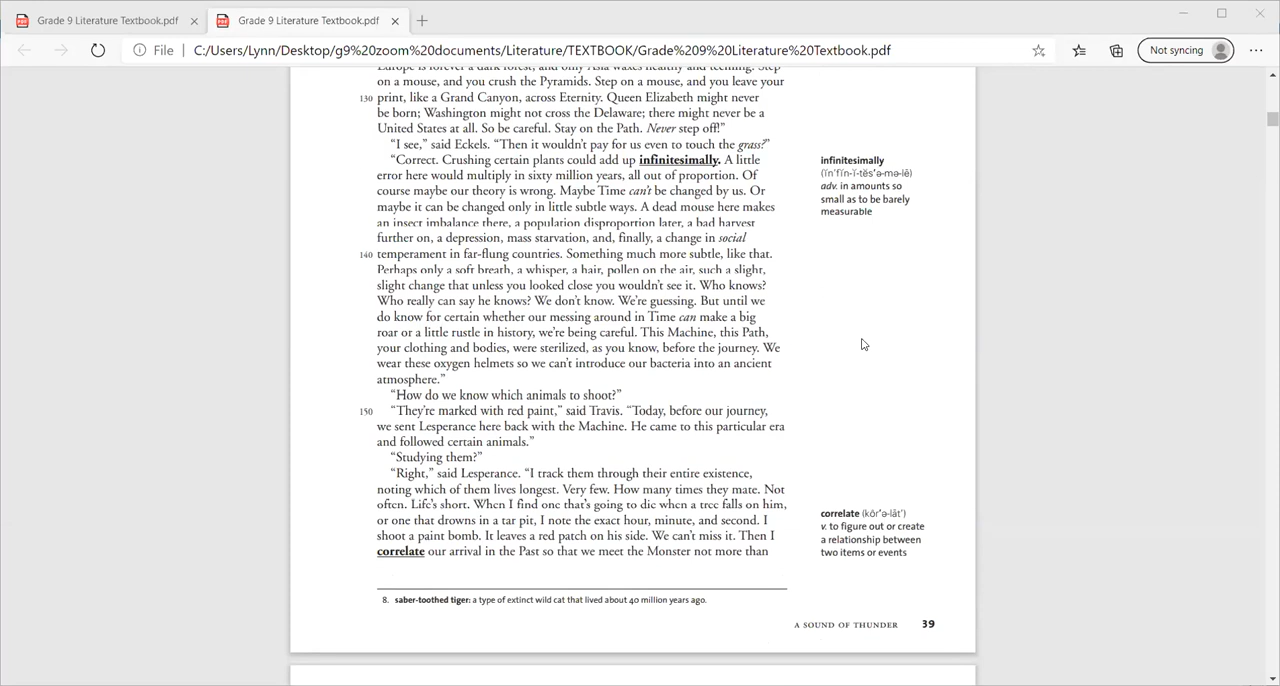 Grade 9 Literature Textbook.pdf
Grade 9 Literature Textbook.pdf
File
C:/Users/Lynn/Desktop/g9%20zoom%20documents/Literature/TEXTBOOK/Grade%209%20Literature%20Textbook.pdf
Not syncing
Europe is forever a dark forest, and only Asia waxes healthy and teeming. Step
on a mouse, and you crush the Pyramids. Step on a mouse, and you leave your
130 print, like a Grand Canyon, across Eternity. Queen Elizabeth might never
be born; Washington might not cross the Delaware; there might never be a
United States at all. So be careful. Stay on the Path. Never step off!”
“I see,” said Eckels. “Then it wouldn’t pay for us even to touch the grass?”
“Correct. Crushing certain plants could add up infinitesimally. A little
error here would multiply in sixty million years, all out of proportion. Of
course maybe our theory is wrong. Maybe Time can’t be changed by us. Or
maybe it can be changed only in little subtle ways. A dead mouse here makes
an insect imbalance there, a population disproportion later, a bad harvest
further on, a depression, mass starvation, and, finally, a change in social
140 temperament in far-flung countries. Something much more subtle, like that.
Perhaps only a soft breath, a whisper, a hair, pollen on the air, such a slight,
slight change that unless you looked close you wouldn’t see it. Who knows?
Who really can say he knows? We don’t know. We’re guessing. But until we
do know for certain whether our messing around in Time can make a big
roar or a little rustle in history, we’re being careful. This Machine, this Path,
your clothing and bodies, were sterilized, as you know, before the journey. We
wear these oxygen helmets so we can’t introduce our bacteria into an ancient
atmosphere.”
“How do we know which animals to shoot?”
150 “They’re marked with red paint,” said Travis. “Today, before our journey,
we sent Lesperance here back with the Machine. He came to this particular era
and followed certain animals.”
“Studying them?”
“Right,” said Lesperance. “I track them through their entire existence,
noting which of them lives longest. Very few. How many times they mate. Not
often. Life’s short. When I find one that’s going to die when a tree falls on him,
or one that drowns in a tar pit, I note the exact hour, minute, and second. I
shoot a paint bomb. It leaves a red patch on his side. We can’t miss it. Then I
correlate our arrival in the Past so that we meet the Monster not more than
infinitesimally
(ĭn'fĭn-ĭ-tĕs'ə-mə-lē)
adv. in amounts so
small as to be barely
measurable
correlate (kôr'ə-lāt')
v. to figure out or create
a relationship between
two items or events
8. saber-toothed tiger: a type of extinct wild cat that lived about 40 million years ago.
A SOUND OF THUNDER 39